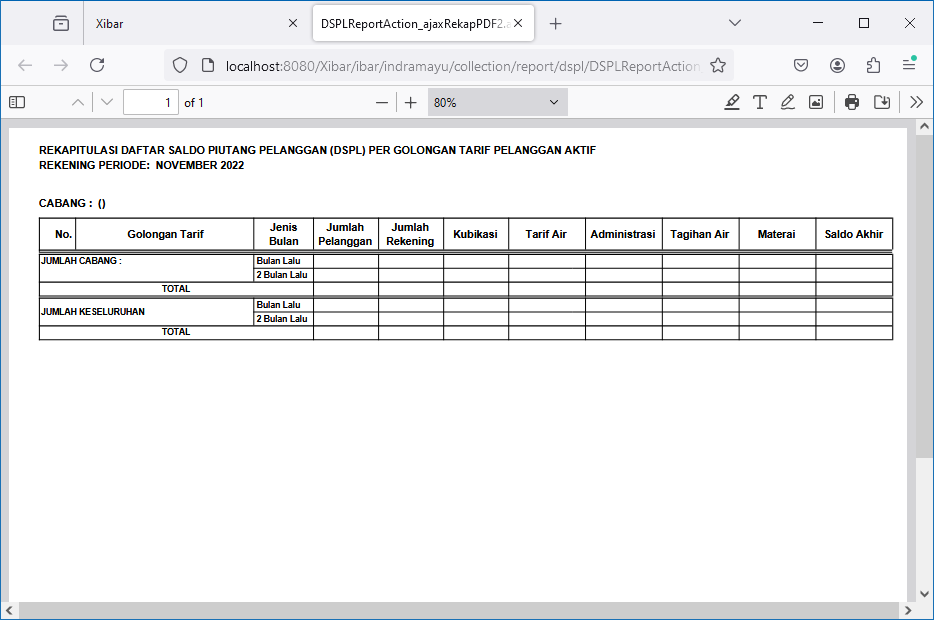 Xibar
DSPLReportAction_ajaxRekapPDF2.a
localhost:8080/Xibar/ibar/indramayu/collection/report/dspl/DSPLReportAction_
1 of 1
80%
REKAPITULASI DAFTAR SALDO PIUTANG PELANGGAN (DSPL) PER GOLONGAN TARIF PELANGGAN AKTIF
REKENING PERIODE: NOVEMBER 2022
CABANG : ()
No. Golongan Tarif Jenis Bulan Jumlah Pelanggan Jumlah Rekening Kubikasi Tarif Air Administrasi Tagihan Air Materai Saldo Akhir
JUMLAH CABANG : Bulan Lalu
2 Bulan Lalu
TOTAL
JUMLAH KESELURUHAN Bulan Lalu
2 Bulan Lalu
TOTAL